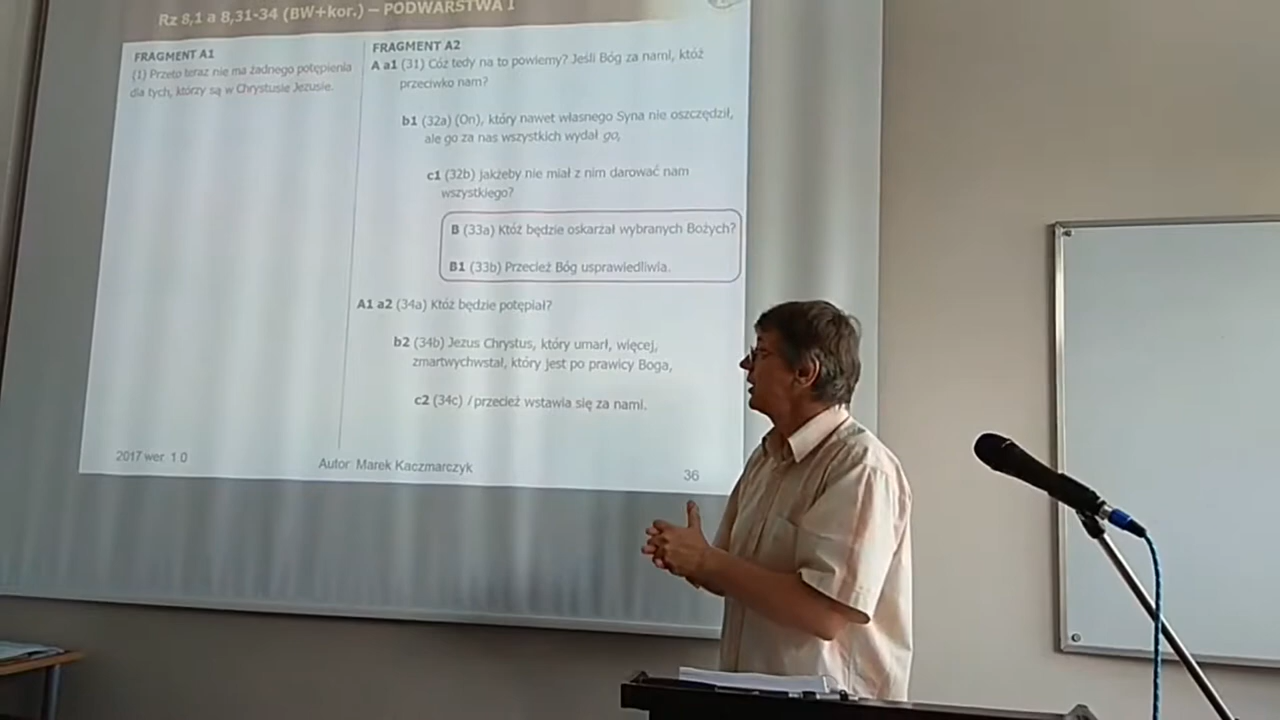 Rz 8,1 a 8,31-34 (BW+kor.) – PODWARSTWA I
FRAGMENT A1
(1) Przeto teraz nie ma żadnego potępienia
dla tych, którzy są w Chrystusie Jezusie.
FRAGMENT A2
A a1 (31) Cóż tedy na to powiemy? Jeśli Bóg za nami, któż
przeciwko nam?
b1 (32a) (On), który nawet własnego Syna nie oszczędził,
ale go za nas wszystkich wydał go,
c1 (32b) jakżeby nie miał z nim darować nam
wszystkiego?
B (33a) Któż będzie oskarżał wybranych Bożych?
B1 (33b) Przecież Bóg usprawiedliwia.
A1 a2 (34a) Któż będzie potępiał?
b2 (34b) Jezus Chrystus, który umarł, więcej,
zmartwychwstał, który jest po prawicy Boga,
c2 (34c) i przecież wstawia się za nami.
2017 wer. 1 0
Autor: Marek Kaczmarczyk
36